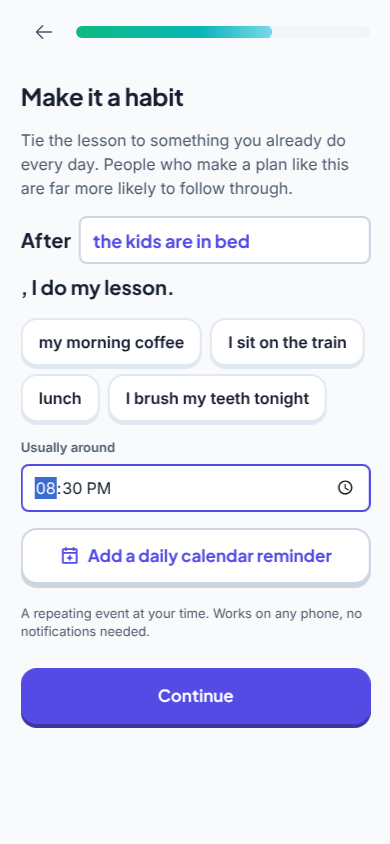 Make it a habit
Tie the lesson to something you already do
every day. People who make a plan like this
are far more likely to follow through.
After the kids are in bed
, I do my lesson.
my morning coffee I sit on the train
lunch I brush my teeth tonight
Usually around
08:30 PM
Add a daily calendar reminder
A repeating event at your time. Works on any phone, no
notifications needed.
Continue